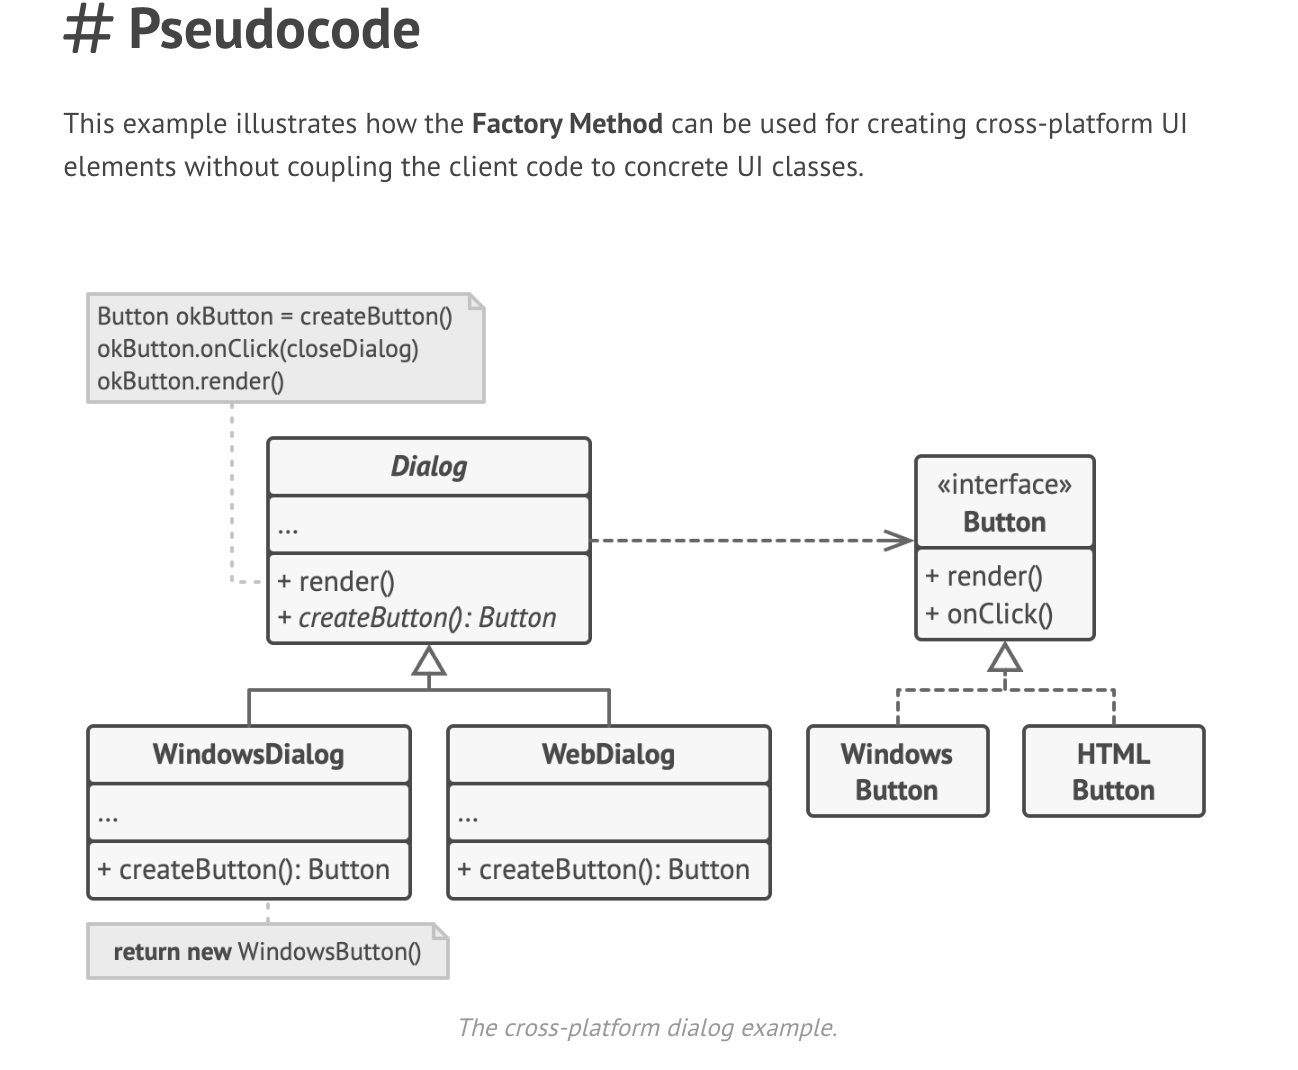 # Pseudocode
This example illustrates how the Factory Method can be used for creating cross-platform UI
elements without coupling the client code to concrete UI classes.
Button okButton = createButton()
okButton.onClick(closeDialog)
okButton.render()
Dialog
...
+ render()
+ createButton(): Button
«interface»
Button
+ render()
+ onClick()
WindowsDialog
...
+ createButton(): Button
WebDialog
...
+ createButton(): Button
Windows
Button
HTML
Button
return new WindowsButton()
The cross-platform dialog example.